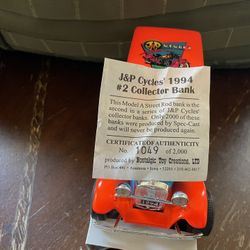 J&P CYCLES
J&P Cycles' 1994
#2 Collector Bank
This Model A Street Rod bank is the
second in a series of J&P Cycles'
collector banks. Only 2000 of these
banks were produced by Spec-Cast
and will never be produced again.
CERTIFICATE OF AUTHENTICITY
No. 1049 of 2,000
produced by Nostalgic Toy Creations, LTD